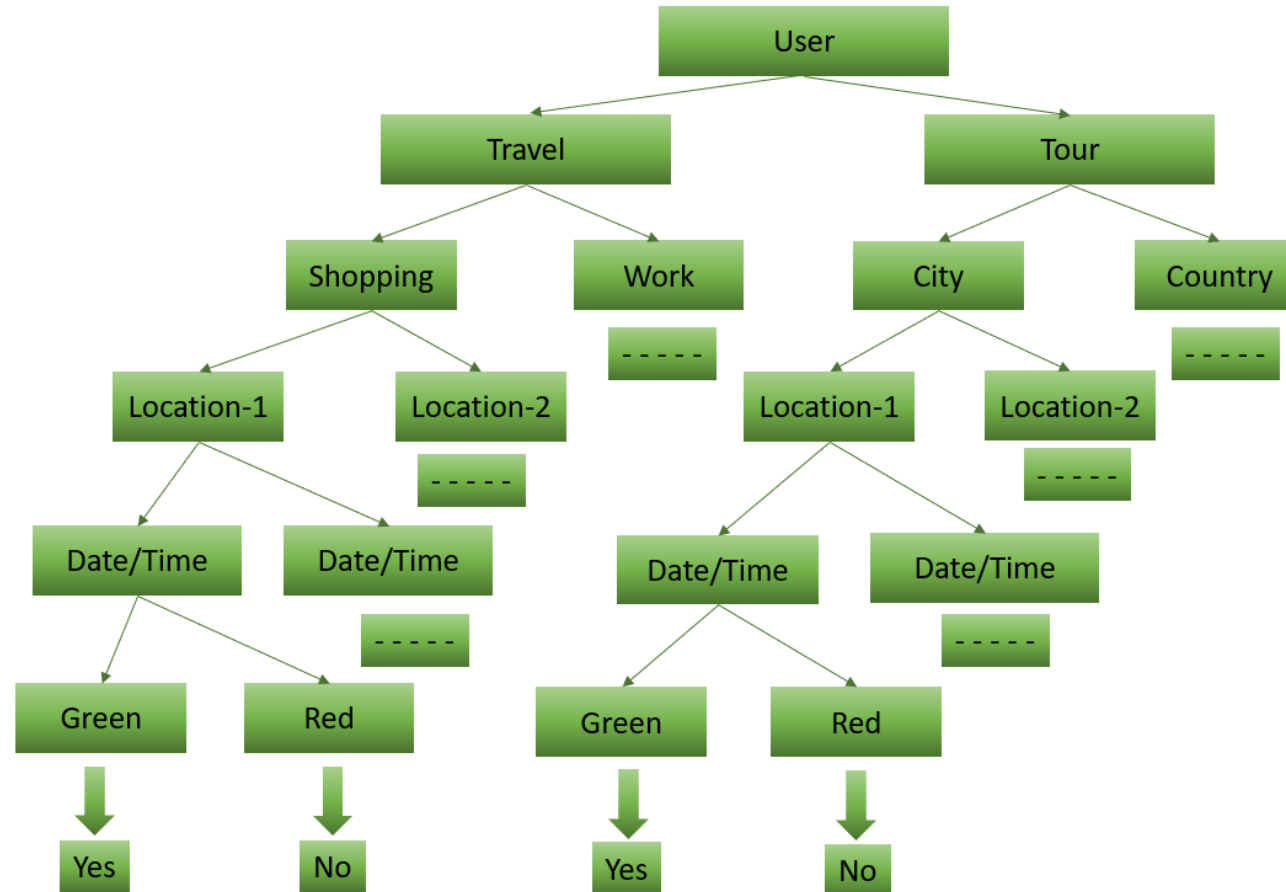 User
Travel
Tour
Shopping
Work
City
Country
- - - - -
- - - - -
Location-1
Location-2
Location-1
Location-2
- - - - -
- - - - -
Date/Time
Date/Time
Date/Time
Date/Time
- - - - -
- - - - -
Green
Red
Green
Red
Yes
No
Yes
No